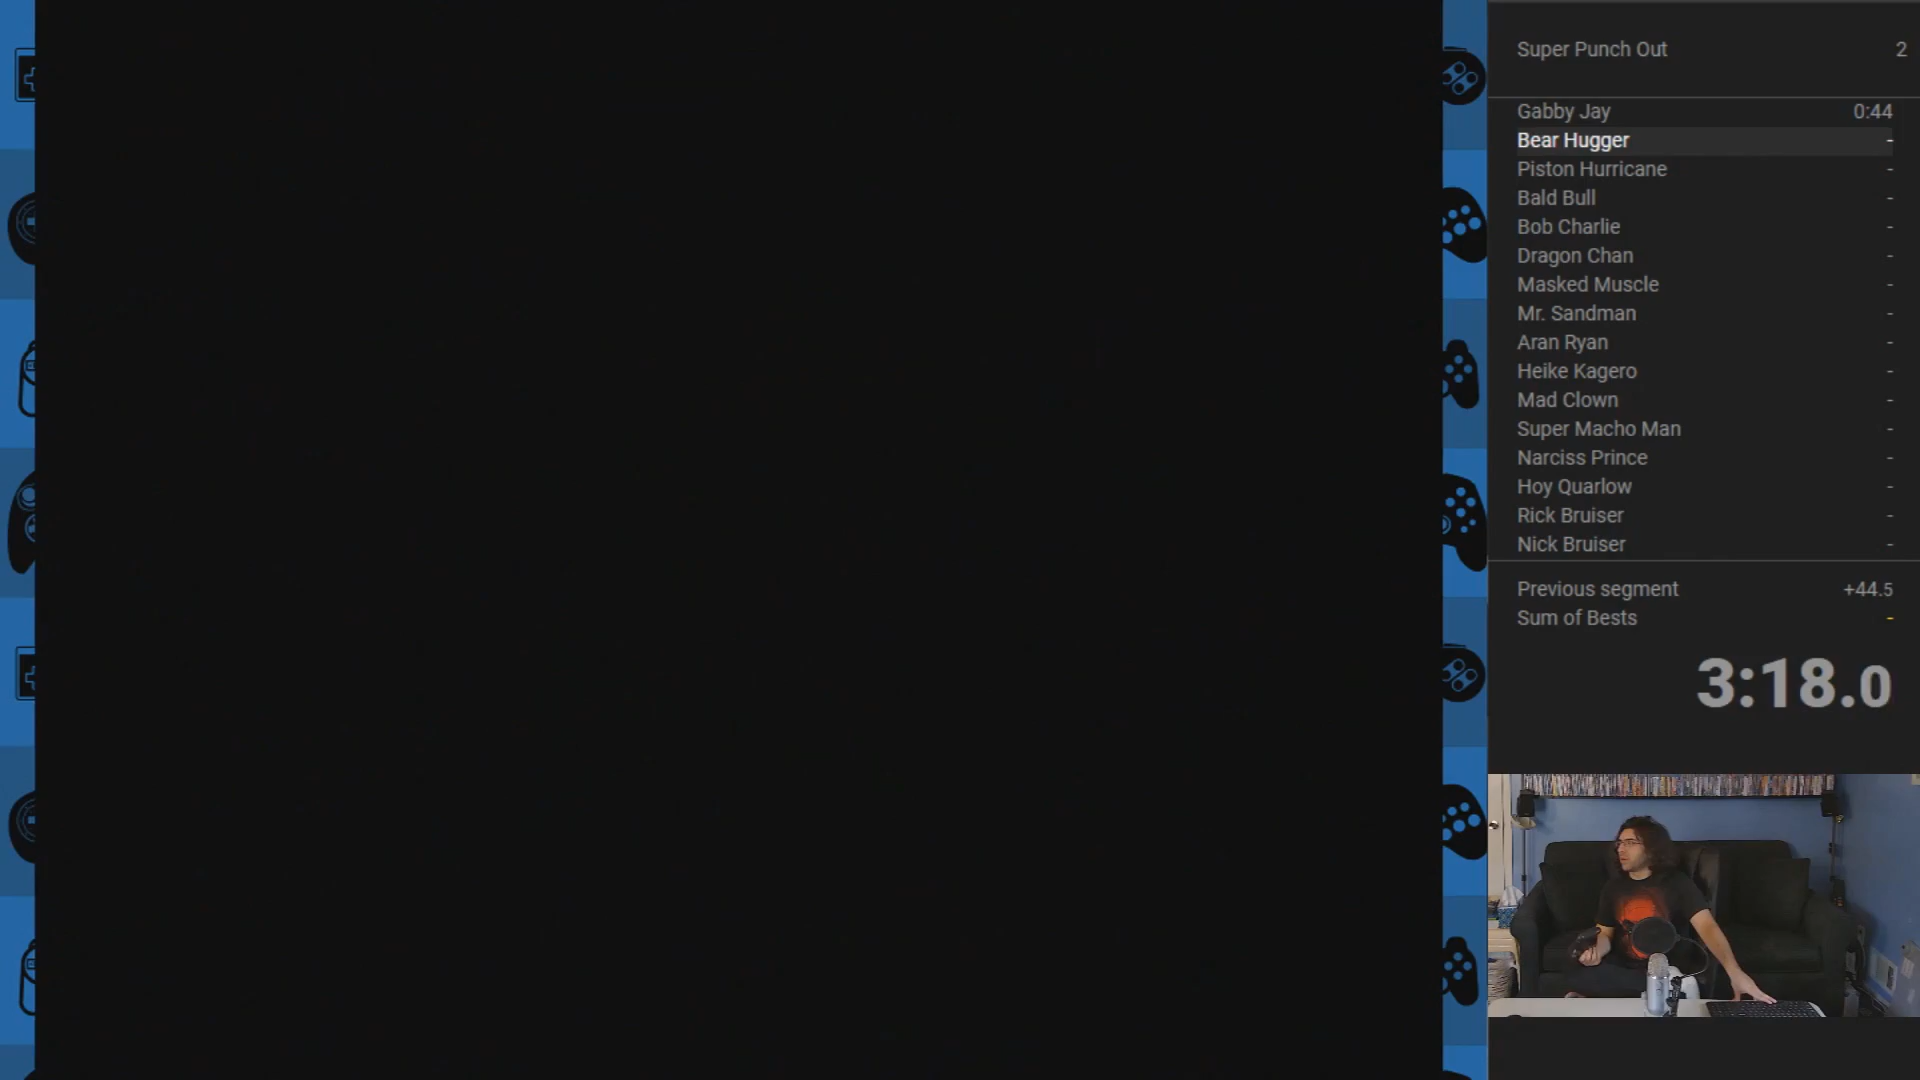 Super Punch Out 2
Gabby Jay 0:44
Bear Hugger -
Piston Hurricane -
Bald Bull -
Bob Charlie -
Dragon Chan -
Masked Muscle -
Mr. Sandman -
Aran Ryan -
Heike Kagero -
Mad Clown -
Super Macho Man -
Narciss Prince -
Hoy Quarlow -
Rick Bruiser -
Nick Bruiser -
Previous segment +44.5
Sum of Bests -
3:18.0